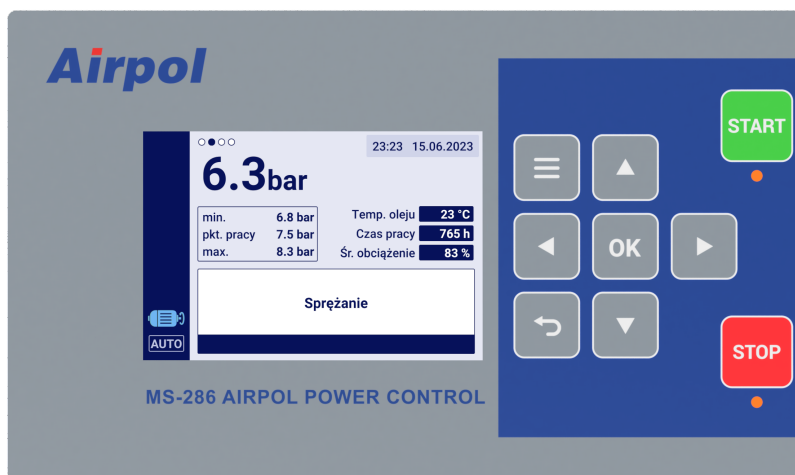 Airpol
23:23 15.06.2023
6.3bar
min. 6.8 bar
pkt. pracy 7.5 bar
max. 8.3 bar
Temp. oleju 23 °C
Czas pracy 765 h
Śr. obciążenie 83 %
Sprężanie
AUTO
MS-286 AIRPOL POWER CONTROL
START
OK
STOP